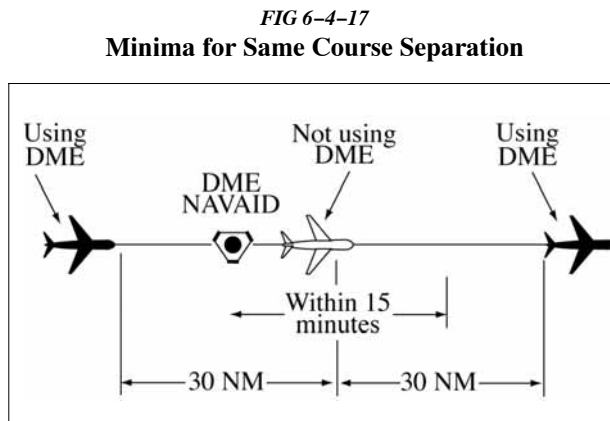 FIG 6–4–17
Minima for Same Course Separation
Using
DME
Not using
DME
Using
DME
DME
NAVAID
Within 15
minutes
30 NM
30 NM